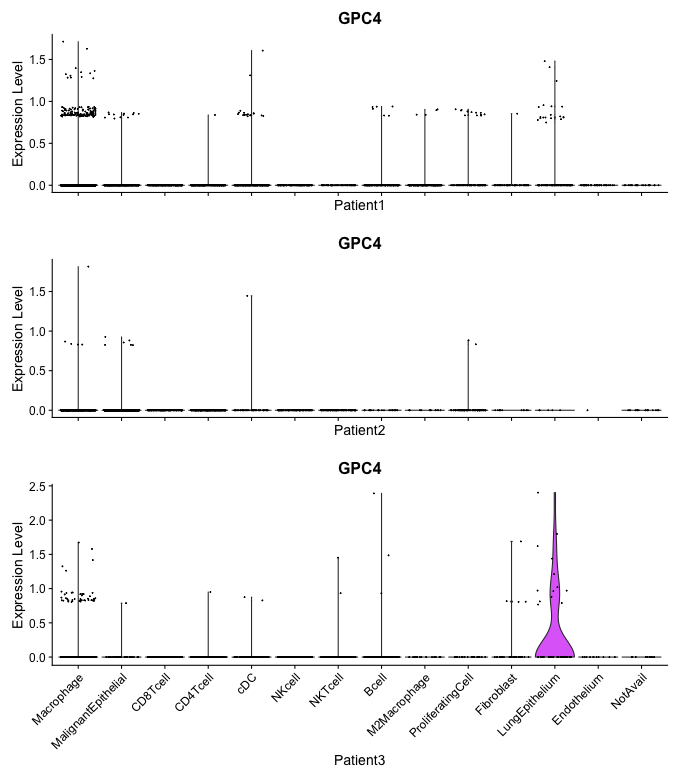 GPC4
Expression Level
1.5
1.0
0.5
0.0
Patient1
GPC4
Expression Level
1.5
1.0
0.5
0.0
Patient2
GPC4
Expression Level
2.5
2.0
1.5
1.0
0.5
0.0
Macrophage
MalignantEpithelial
CD8Tcell
CD4Tcell
cDC
NKcell
NKTcell
Bcell
M2Macrophage
ProliferatingCell
Fibroblast
LungEpithelium
Endothelium
NotAvail
Patient3